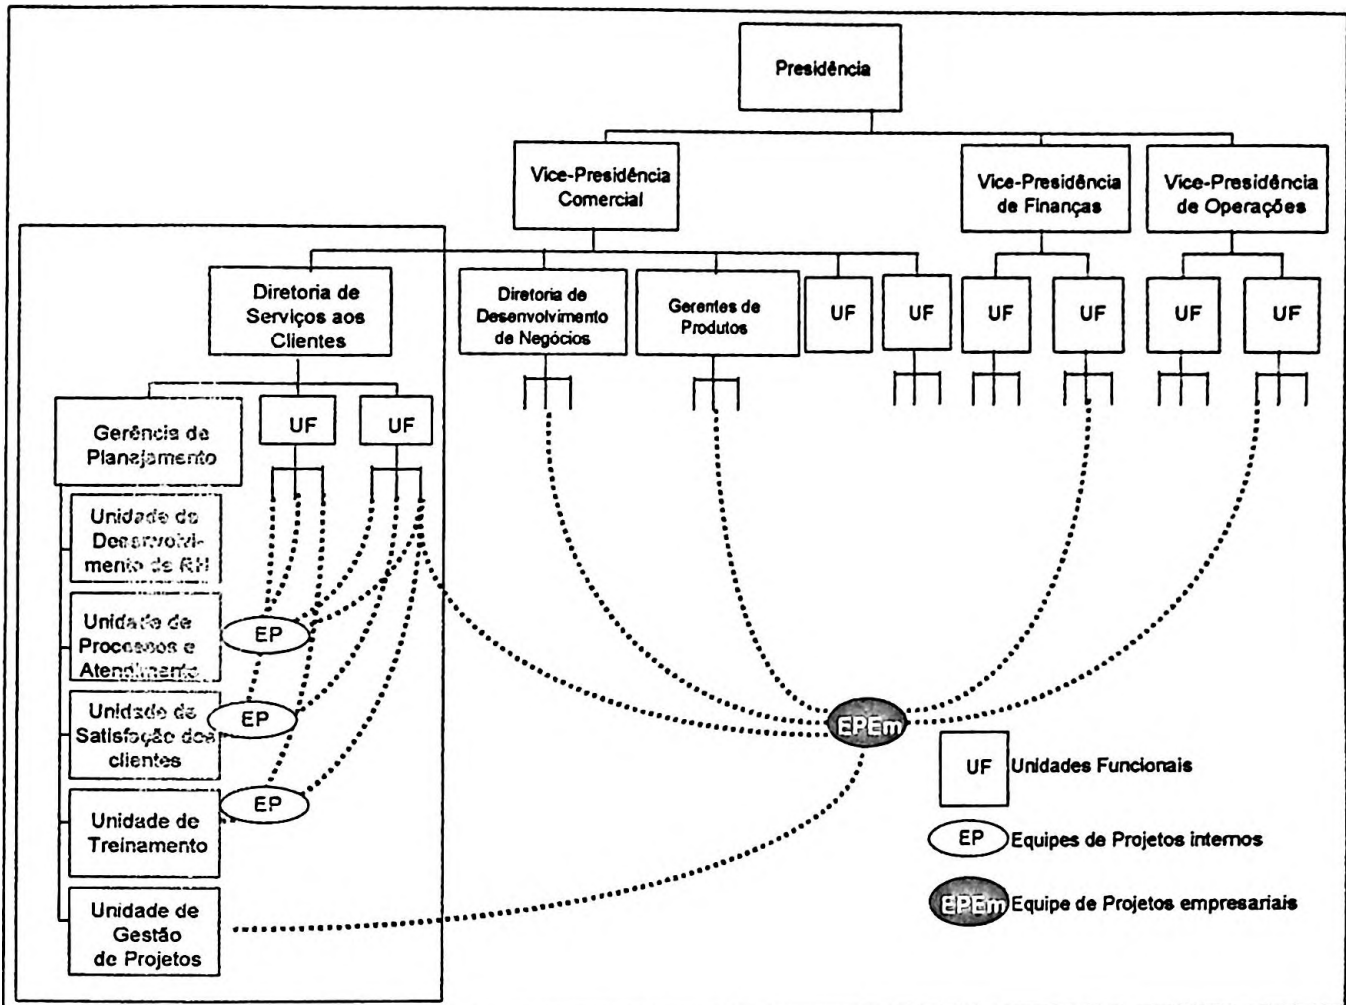 Presidência
Vice-Presidência
Comercial
Vice-Presidência
de Finanças
Vice-Presidência
de Operações
Diretoria de
Serviços aos
Clientes
Diretoria de
Desenvolvimento
de Negócios
Gerentes de
Produtos
UF
UF
UF
UF
UF
UF
Gerência de
Planejamento
UF
UF
Unidade de
Desenvolvi-
mento de RH
Unidade de
Processos e
Atendimento
EP
Unidade de
Satisfação dos
clientes
EP
Unidade de
Treinamento
EP
Unidade de
Gestão
de Projetos
EPEm
UF Unidades Funcionais
EP Equipes de Projetos internos
EPEm Equipe de Projetos empresariais